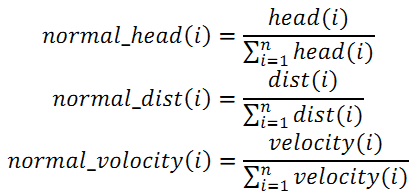 normal_head(i) = head(i) / ∑_{i=1}^{n} head(i)
normal_dist(i) = dist(i) / ∑_{i=1}^{n} dist(i)
normal_volocity(i) = velocity(i) / ∑_{i=1}^{n} velocity(i)